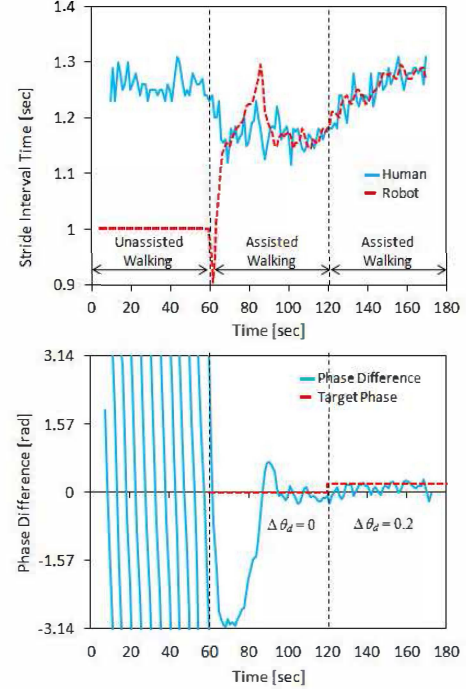 1.4
1.3
1.2
1.1
1
0.9
Stride Interval Time [sec]
Human
Robot
Unassisted
Walking
Assisted
Walking
Assisted
Walking
0 20 40 60 80 100 120 140 160 180
Time [sec]
3.14
1.57
0
-1.57
-3.14
Phase Difference [rad]
Phase Difference
Target Phase
Δθd = 0
Δθd = 0.2
0 20 40 60 80 100 120 140 160 180
Time [sec]